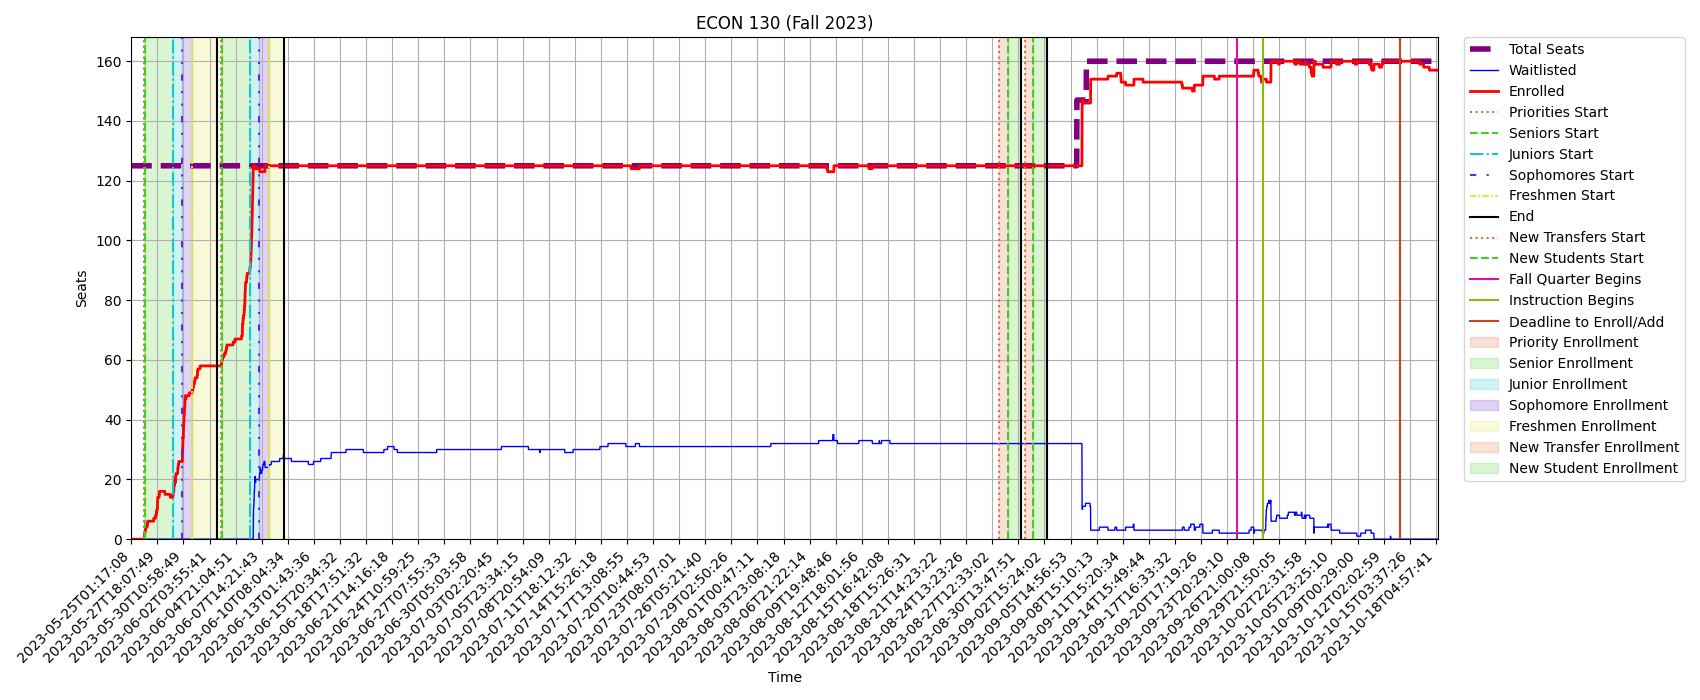 ECON 130 (Fall 2023)
Seats
160
140
120
100
80
60
40
20
0
2023-05-25T01:17:08
2023-05-27T18:07:49
2023-05-30T10:58:49
2023-06-02T03:55:41
2023-06-04T21:04:51
2023-06-07T14:21:43
2023-06-10T08:04:34
2023-06-13T01:43:36
2023-06-15T20:34:32
2023-06-18T17:51:32
2023-06-21T14:16:18
2023-06-24T10:59:25
2023-06-27T07:55:33
2023-06-30T05:03:58
2023-07-03T02:20:45
2023-07-05T23:34:15
2023-07-08T20:54:09
2023-07-11T18:12:32
2023-07-14T15:26:18
2023-07-17T13:08:55
2023-07-20T10:44:53
2023-07-23T08:07:01
2023-07-26T05:21:40
2023-07-29T02:50:26
2023-08-01T00:47:11
2023-08-03T23:08:18
2023-08-06T21:22:14
2023-08-09T19:48:46
2023-08-12T18:01:56
2023-08-15T16:42:08
2023-08-18T15:26:31
2023-08-21T14:23:22
2023-08-24T13:23:26
2023-08-27T12:33:02
2023-08-30T13:47:51
2023-09-02T15:24:02
2023-09-05T14:56:53
2023-09-08T15:10:13
2023-09-11T15:20:34
2023-09-14T15:49:44
2023-09-17T16:33:32
2023-09-20T17:19:26
2023-09-23T20:29:10
2023-09-26T21:00:08
2023-09-29T21:50:05
2023-10-02T22:31:58
2023-10-05T23:25:10
2023-10-09T00:29:00
2023-10-12T02:02:59
2023-10-15T03:37:26
2023-10-18T04:57:41
Time
Total Seats
Waitlisted
Enrolled
Priorities Start
Seniors Start
Juniors Start
Sophomores Start
Freshmen Start
End
New Transfers Start
New Students Start
Fall Quarter Begins
Instruction Begins
Deadline to Enroll/Add
Priority Enrollment
Senior Enrollment
Junior Enrollment
Sophomore Enrollment
Freshmen Enrollment
New Transfer Enrollment
New Student Enrollment